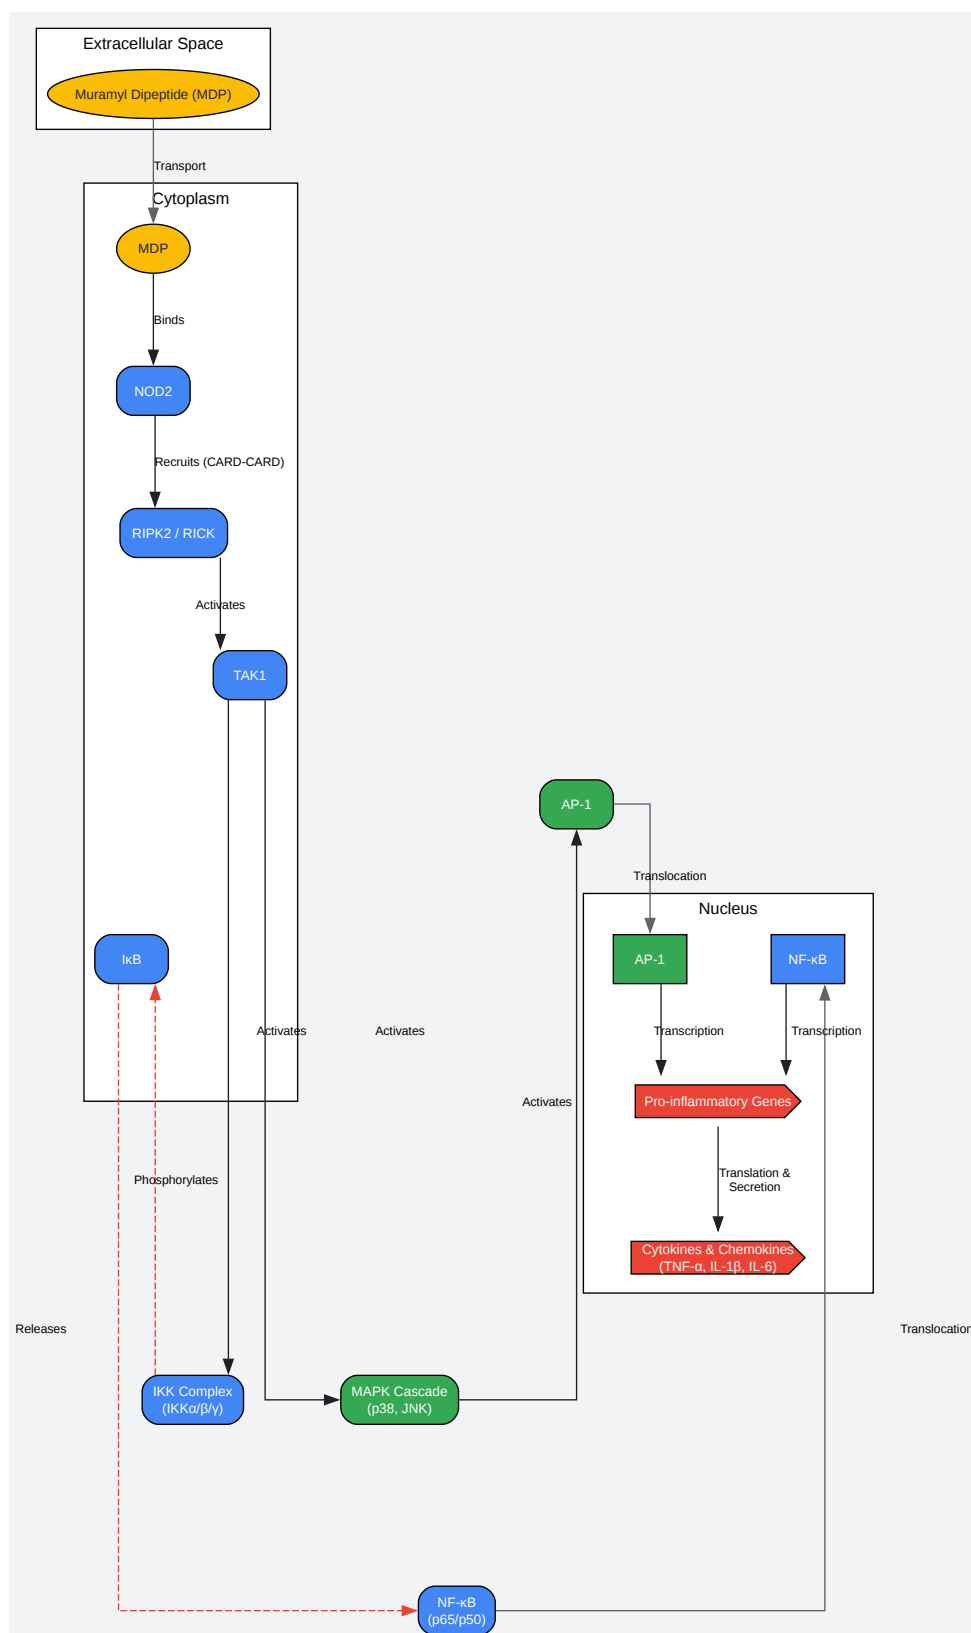 Extracellular Space
Muramyl Dipeptide (MDP)
Transport
Cytoplasm
MDP
Binds
NOD2
Recruits (CARD-CARD)
RIPK2 / RICK
Activates
TAK1
AP-1
Translocation
Nucleus
IκB
AP-1
NF-κB
Activates
Activates
Transcription
Transcription
Activates
Pro-inflammatory Genes
Phosphorylates
Translation &
Secretion
Cytokines & Chemokines
(TNF-α, IL-1β, IL-6)
Releases
Translocation
IKK Complex
(IKKα/β/γ)
MAPK Cascade
(p38, JNK)
NF-κB
(p65/p50)